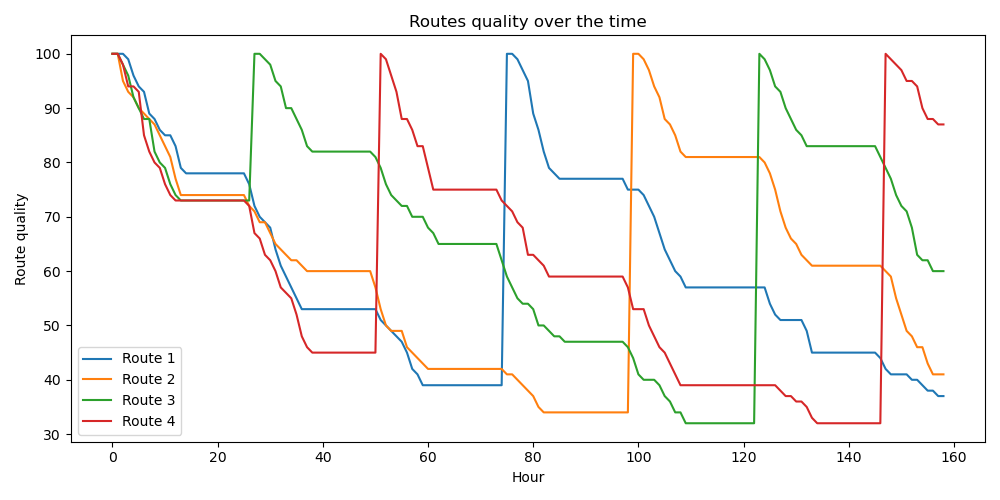 Routes quality over the time
Route quality
100
90
80
70
60
50
40
30
Route 1
Route 2
Route 3
Route 4
0 20 40 60 80 100 120 140 160
Hour